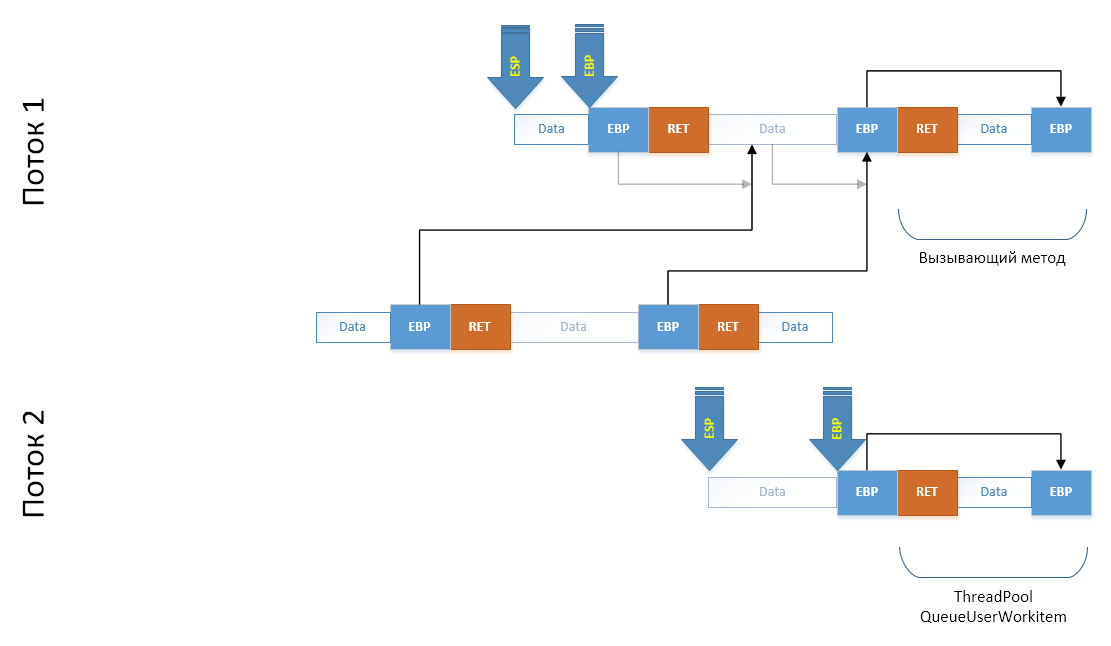 Поток 1
ESP
EBP
Data
EBP
RET
Data
EBP
RET
Data
EBP
Вызывающий метод
Data
EBP
RET
Data
EBP
RET
Data
Поток 2
ESP
EBP
Data
EBP
RET
Data
EBP
ThreadPool
QueueUserWorkitem